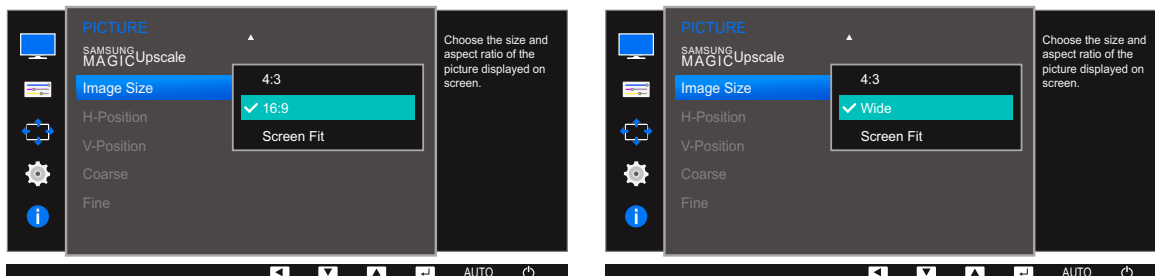 PICTURE
SAMSUNG
MAGIC Upscale
Image Size
H-Position
V-Position
Coarse
Fine
4:3
16:9
Screen Fit
Choose the size and
aspect ratio of the
picture displayed on
screen.
AUTO
PICTURE
SAMSUNG
MAGIC Upscale
Image Size
H-Position
V-Position
Coarse
Fine
4:3
Wide
Screen Fit
Choose the size and
aspect ratio of the
picture displayed on
screen.
AUTO